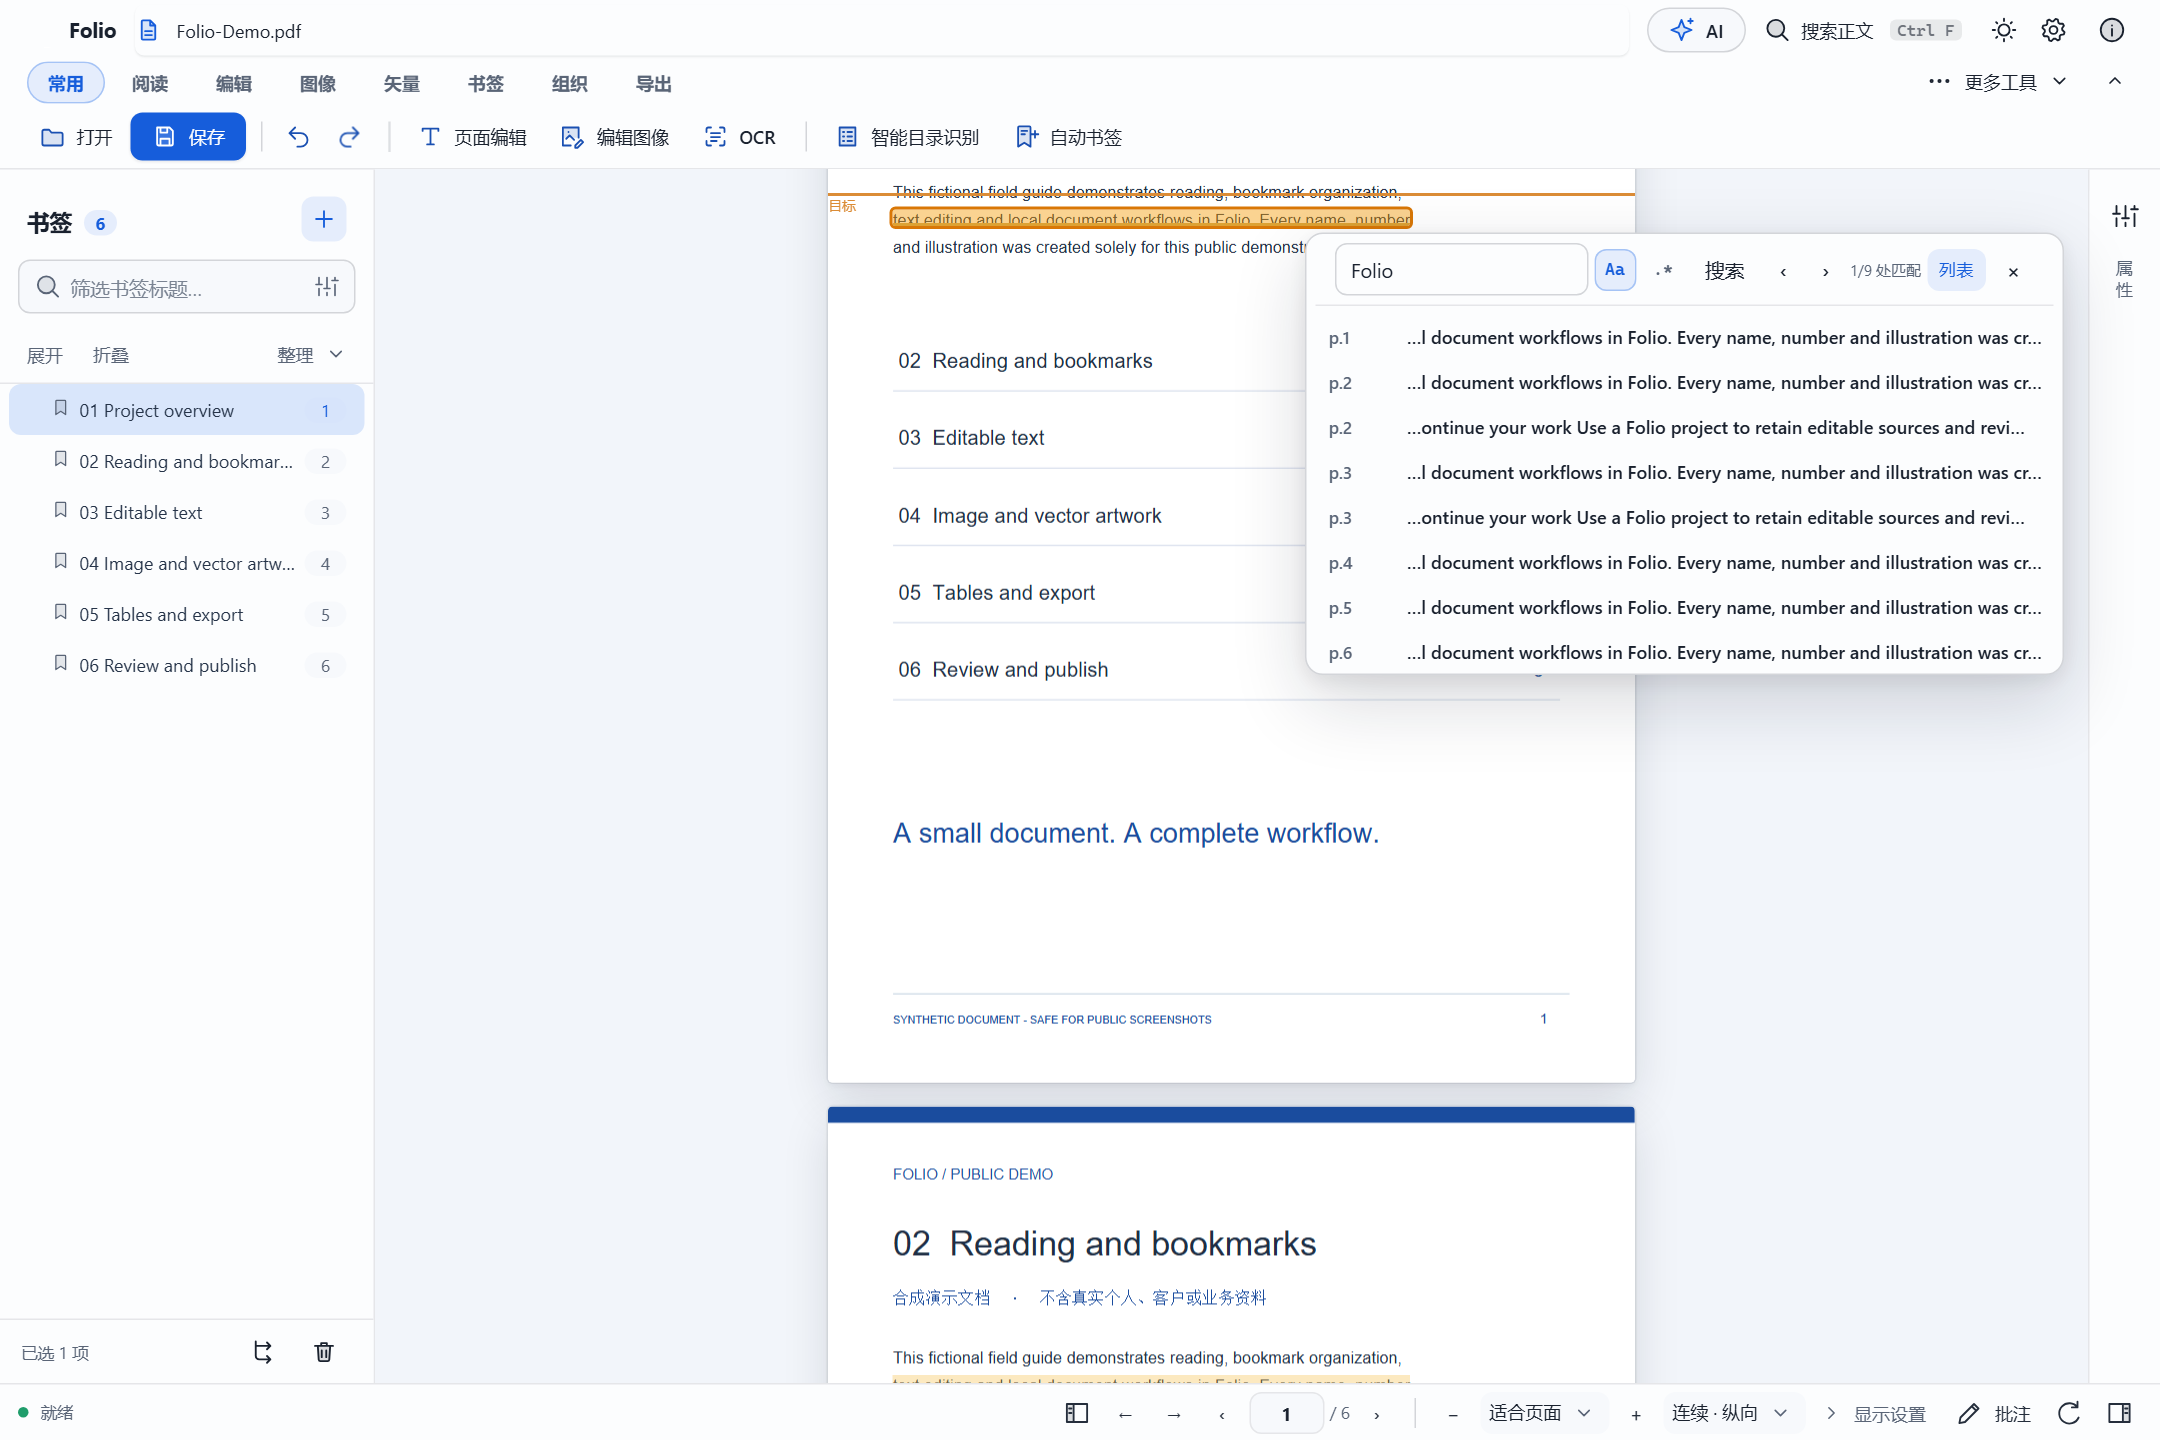 Folio Folio-Demo.pdf AI 搜索正文 Ctrl F
常用 阅读 编辑 图像 矢量 书签 组织 导出 更多工具
打开 保存 页面编辑 编辑图像 OCR 智能目录识别 自动书签
书签 6
筛选书签标题...
展开 折叠 整理
01 Project overview 1
02 Reading and bookmar... 2
03 Editable text 3
04 Image and vector artw... 4
05 Tables and export 5
06 Review and publish 6
已选 1 项
This fictional field guide demonstrates reading, bookmark organization,
目标
text editing and local document workflows in Folio. Every name, number
and illustration was created solely for this public demonst
02 Reading and bookmarks
03 Editable text
04 Image and vector artwork
05 Tables and export
06 Review and publish
A small document. A complete workflow.
SYNTHETIC DOCUMENT - SAFE FOR PUBLIC SCREENSHOTS 1
Folio Aa .* 搜索 ‹ › 1/9 处匹配 列表 ×
p.1 ...l document workflows in Folio. Every name, number and illustration was cr...
p.2 ...l document workflows in Folio. Every name, number and illustration was cr...
p.2 ...ontinue your work Use a Folio project to retain editable sources and revi...
p.3 ...l document workflows in Folio. Every name, number and illustration was cr...
p.3 ...ontinue your work Use a Folio project to retain editable sources and revi...
p.4 ...l document workflows in Folio. Every name, number and illustration was cr...
p.5 ...l document workflows in Folio. Every name, number and illustration was cr...
p.6 ...l document workflows in Folio. Every name, number and illustration was cr...
属
性
FOLIO / PUBLIC DEMO
02 Reading and bookmarks
合成演示文档 · 不含真实个人、客户或业务资料
This fictional field guide demonstrates reading, bookmark organization,
text editing and local document workflows in Folio. Every name, number
就绪 ← → ‹ 1 / 6 › − 适合页面 + 连续 · 纵向 显示设置 批注